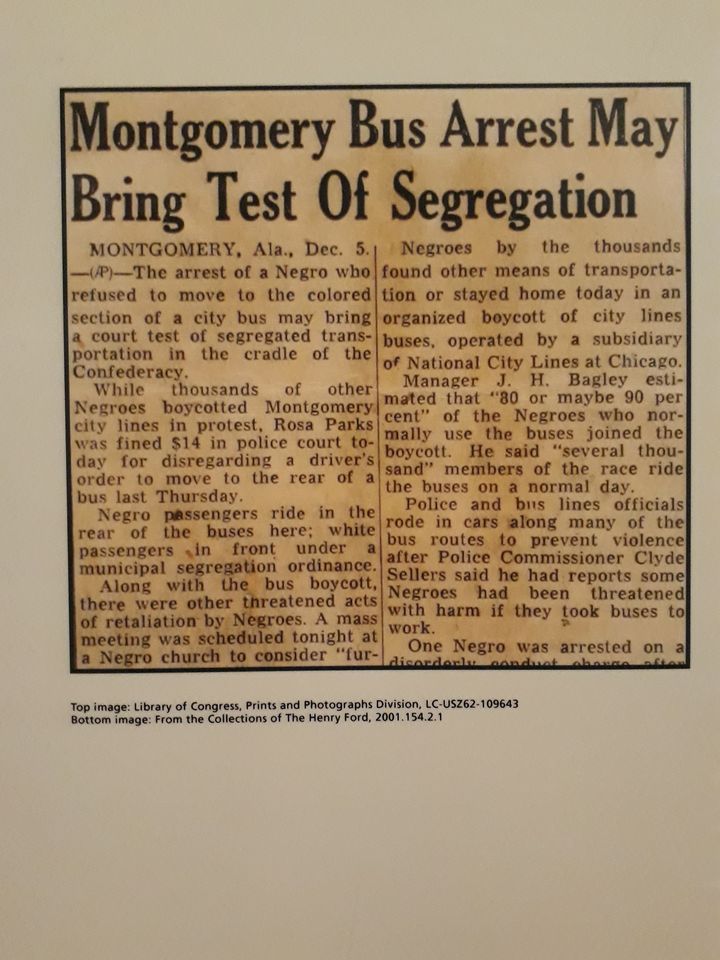 Montgomery Bus Arrest May
Bring Test Of Segregation
MONTGOMERY, Ala., Dec. 5.
—(AP)—The arrest of a Negro who
refused to move to the colored
section of a city bus may bring
a court test of segregated trans-
portation in the cradle of the
Confederacy.
While thousands of other
Negroes boycotted Montgomery
city lines in protest, Rosa Parks
was fined $14 in police court to-
day for disregarding a driver's
order to move to the rear of a
bus last Thursday.
Negro passengers ride in the
rear of the buses here; white
passengers in front under a
municipal segregation ordinance.
Along with the bus boycott,
there were other threatened acts
of retaliation by Negroes. A mass
meeting was scheduled tonight at
a Negro church to consider "fur-
Negroes by the thousands
found other means of transporta-
tion or stayed home today in an
organized boycott of city lines
buses, operated by a subsidiary
of National City Lines at Chicago.
Manager J. H. Bagley esti-
mated that "80 or maybe 90 per
cent" of the Negroes who nor-
mally use the buses joined the
boycott. He said "several thou-
sand" members of the race ride
the buses on a normal day.
Police and bus lines officials
rode in cars along many of the
bus routes to prevent violence
after Police Commissioner Clyde
Sellers said he had reports some
Negroes had been threatened
with harm if they took buses to
work.
One Negro was arrested on a
disorderly conduct charge after
Top image: Library of Congress, Prints and Photographs Division, LC-USZ62-109643
Bottom image: From the Collections of The Henry Ford, 2001.154.2.1